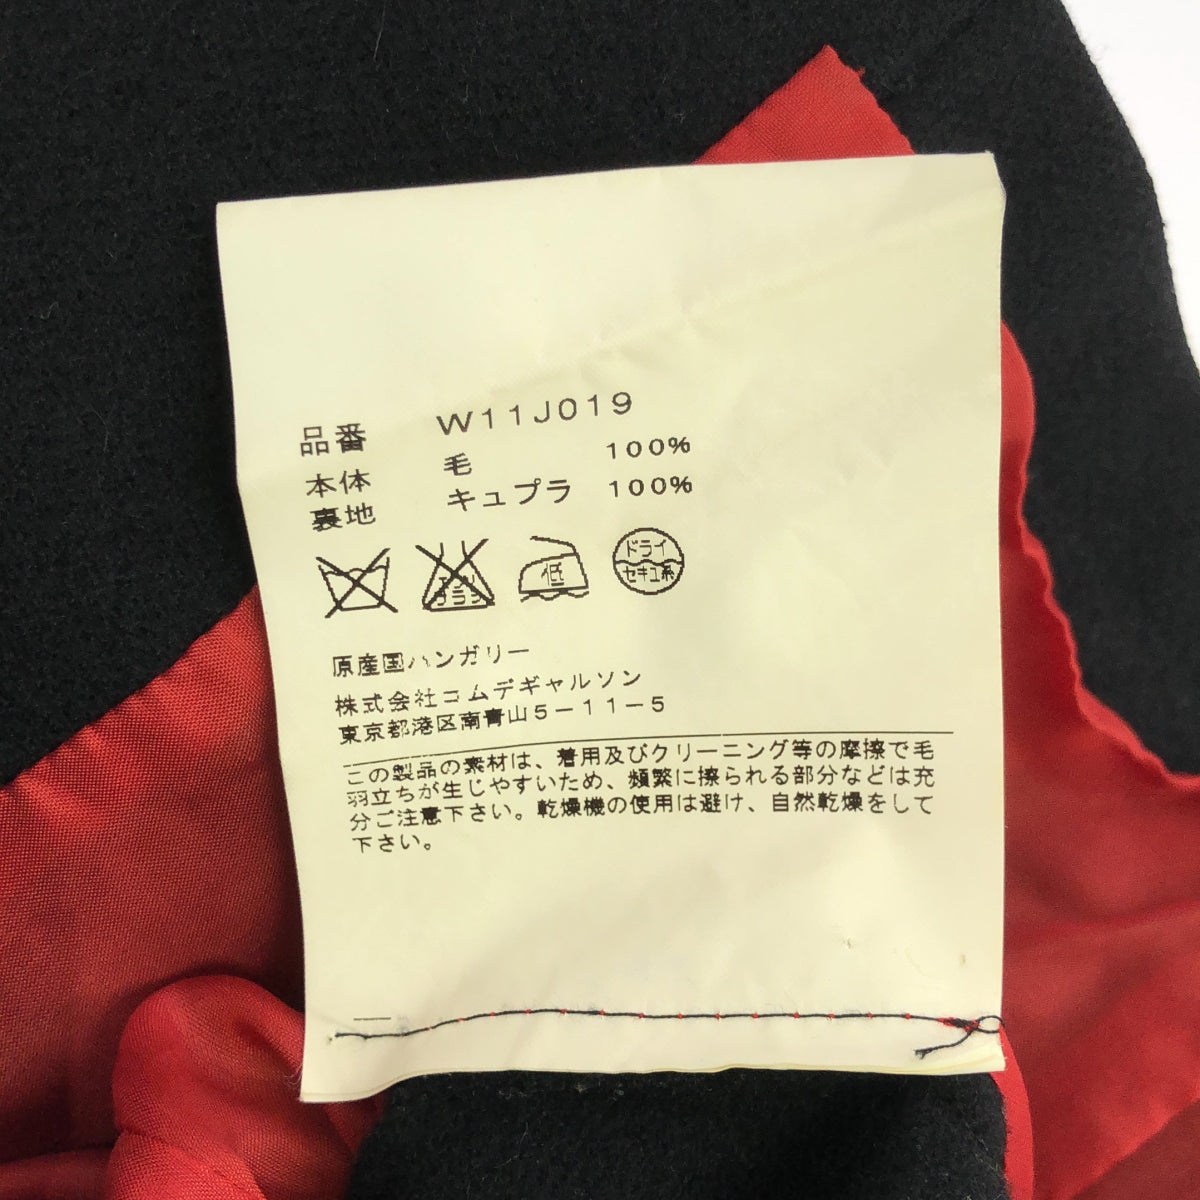 品番 W11J019
本体 毛 100%
裏地 キュプラ 100%
エンソ
サラシ
低
ドライ
セキユ系
原産国ハンガリー
株式会社コムデギャルソン
東京都港区南青山5-11-5
この製品の素材は、着用及びクリーニング等の摩擦で毛
羽立ちが生じやすいため、頻繁に擦られる部分などは充
分ご注意下さい。乾燥機の使用は避け、自然乾燥をして
下さい。